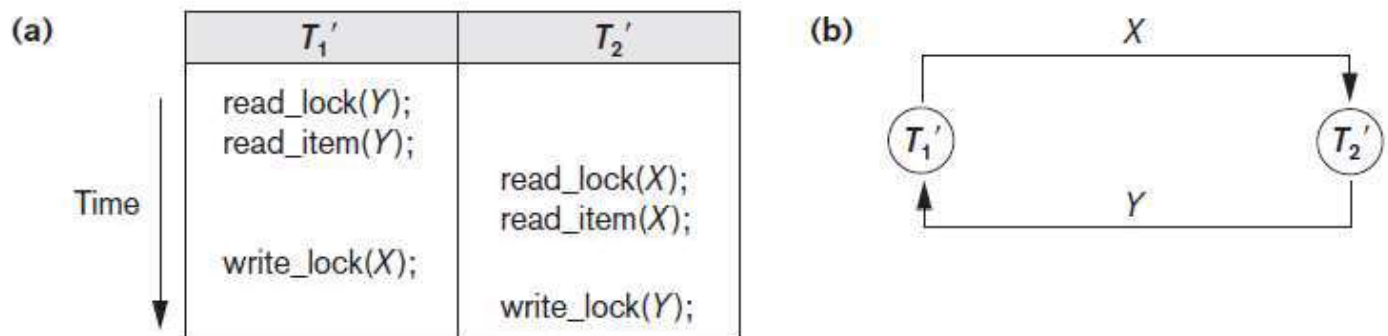 (a)
T₁' T₂'
read_lock(Y);
read_item(Y);
read_lock(X);
read_item(X);
Time
write_lock(X);
write_lock(Y);
(b)
X
T₁' T₂'
Y